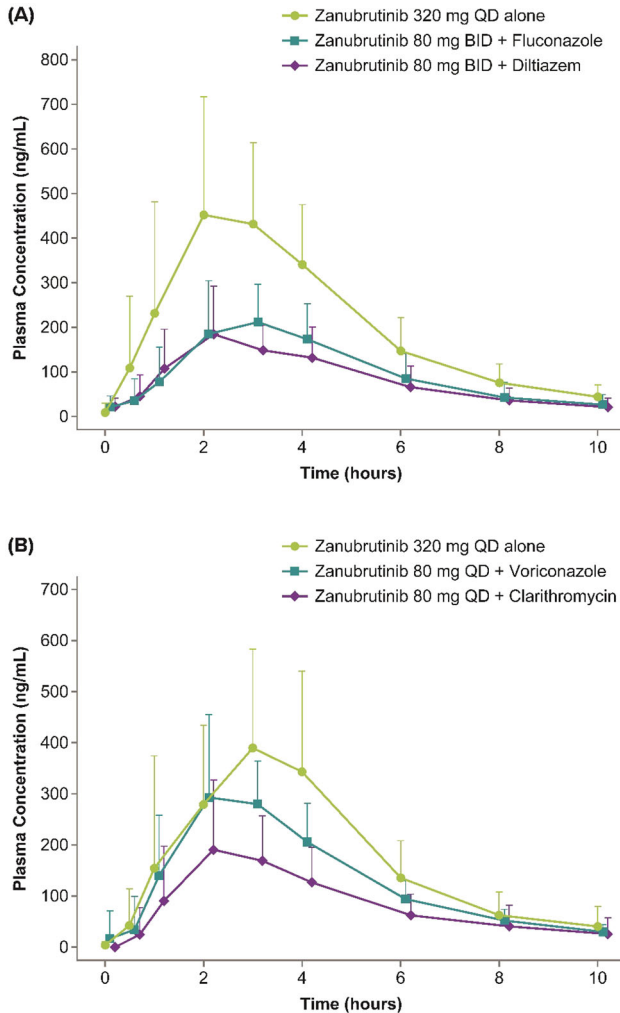 (A)
Zanubrutinib 320 mg QD alone
Zanubrutinib 80 mg BID + Fluconazole
Zanubrutinib 80 mg BID + Diltiazem
Plasma Concentration (ng/mL)
800
700
600
500
400
300
200
100
0
0 2 4 6 8 10
Time (hours)
(B)
Zanubrutinib 320 mg QD alone
Zanubrutinib 80 mg QD + Voriconazole
Zanubrutinib 80 mg QD + Clarithromycin
Plasma Concentration (ng/mL)
700
600
500
400
300
200
100
0
0 2 4 6 8 10
Time (hours)